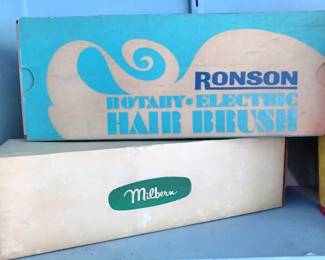 RONSON
ROTARY • ELECTRIC
HAIR BRUSH
Milbern